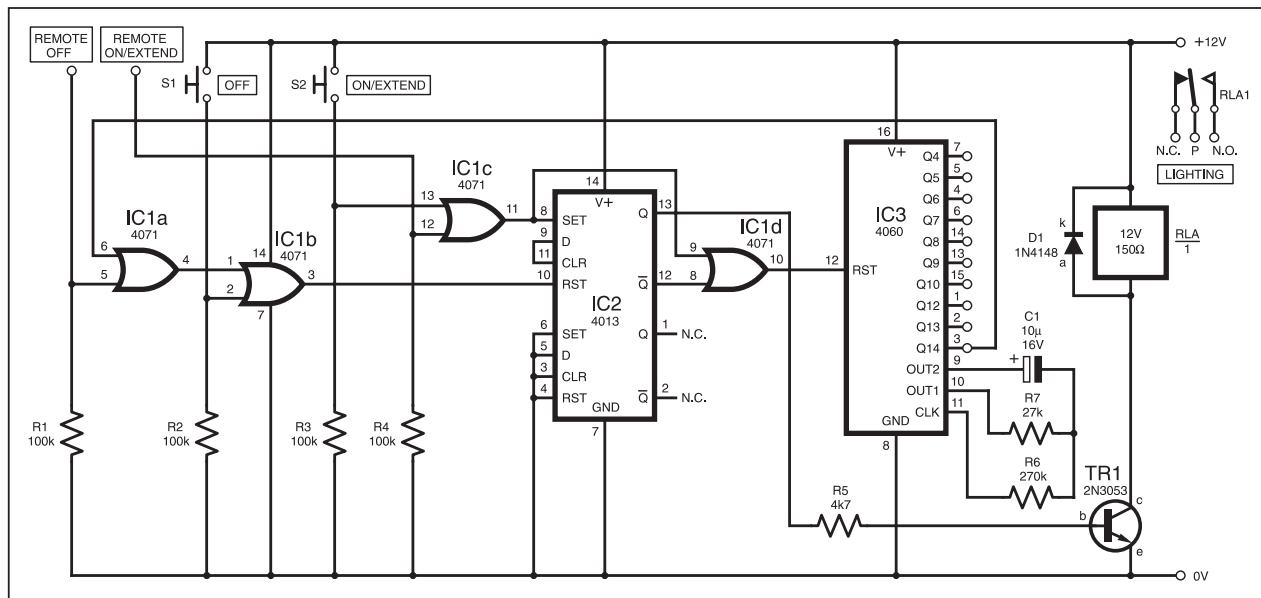 REMOTE
OFF
REMOTE
ON/EXTEND
S1
OFF
S2
ON/EXTEND
+12V
RLA1
N.C. P N.O.
LIGHTING
IC1a
4071
6
5
4
IC1b
4071
14
1
2
3
7
IC1c
4071
13
12
11
14
V+
8
SET
9
D
11
CLR
10
RST
IC2
4013
6
SET
5
D
3
CLR
4
RST
GND
7
Q
13
Q
12
Q
1
N.C.
Q
2
N.C.
IC1d
4071
9
8
10
16
V+
IC3
4060
12
RST
Q4
7
Q5
5
Q6
4
Q7
6
Q8
14
Q9
13
Q10
15
Q12
1
Q13
2
Q14
3
OUT2
9
OUT1
10
CLK
11
GND
8
D1
1N4148
k
a
12V
150Ω
RLA
1
C1
10µ
16V
+
R7
27k
R6
270k
R1
100k
R2
100k
R3
100k
R4
100k
R5
4k7
TR1
2N3053
b
c
e
0V